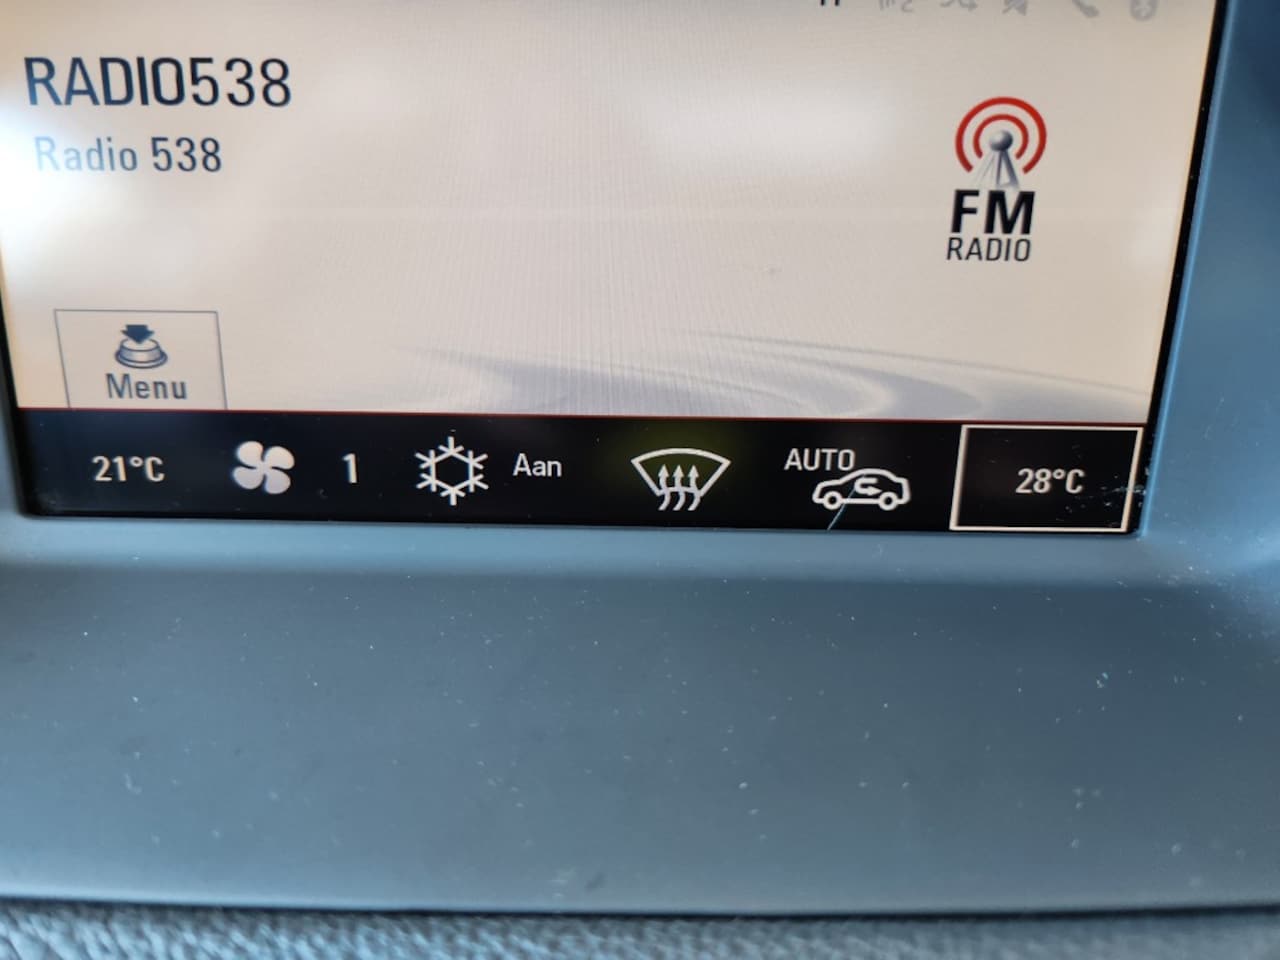 RADIO538
Radio 538
FM
RADIO
Menu
21°C 1 Aan AUTO 28°C